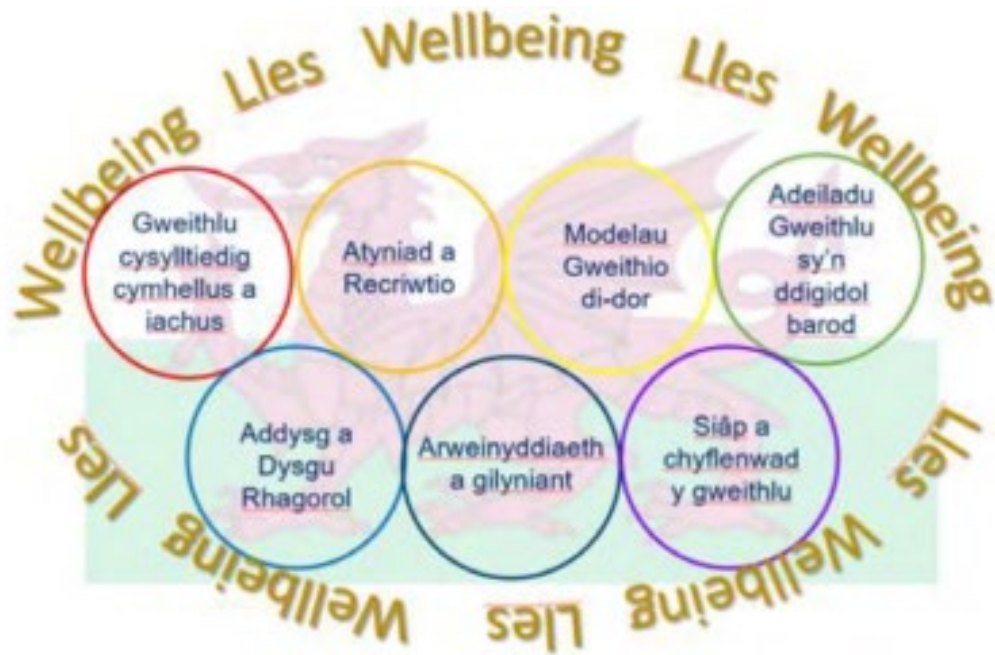 Wellbeing Lles Wellbeing Lles Wellbeing
Gweithlu
cysylltiedig
cymhellus a
iachus
Atyniad a
Recriwtio
Modelau
Gweithio
di-dor
Adeiladu
Gweithlu
sy'n
ddigidol
barod
Addysg a
Dysgu
Rhagorol
Arweinyddiaeth
a gilyniant
Siâp a
chyflenwad
y gweithlu
Lles Wellbeing Lles Wellbeing Wellbeing Lles